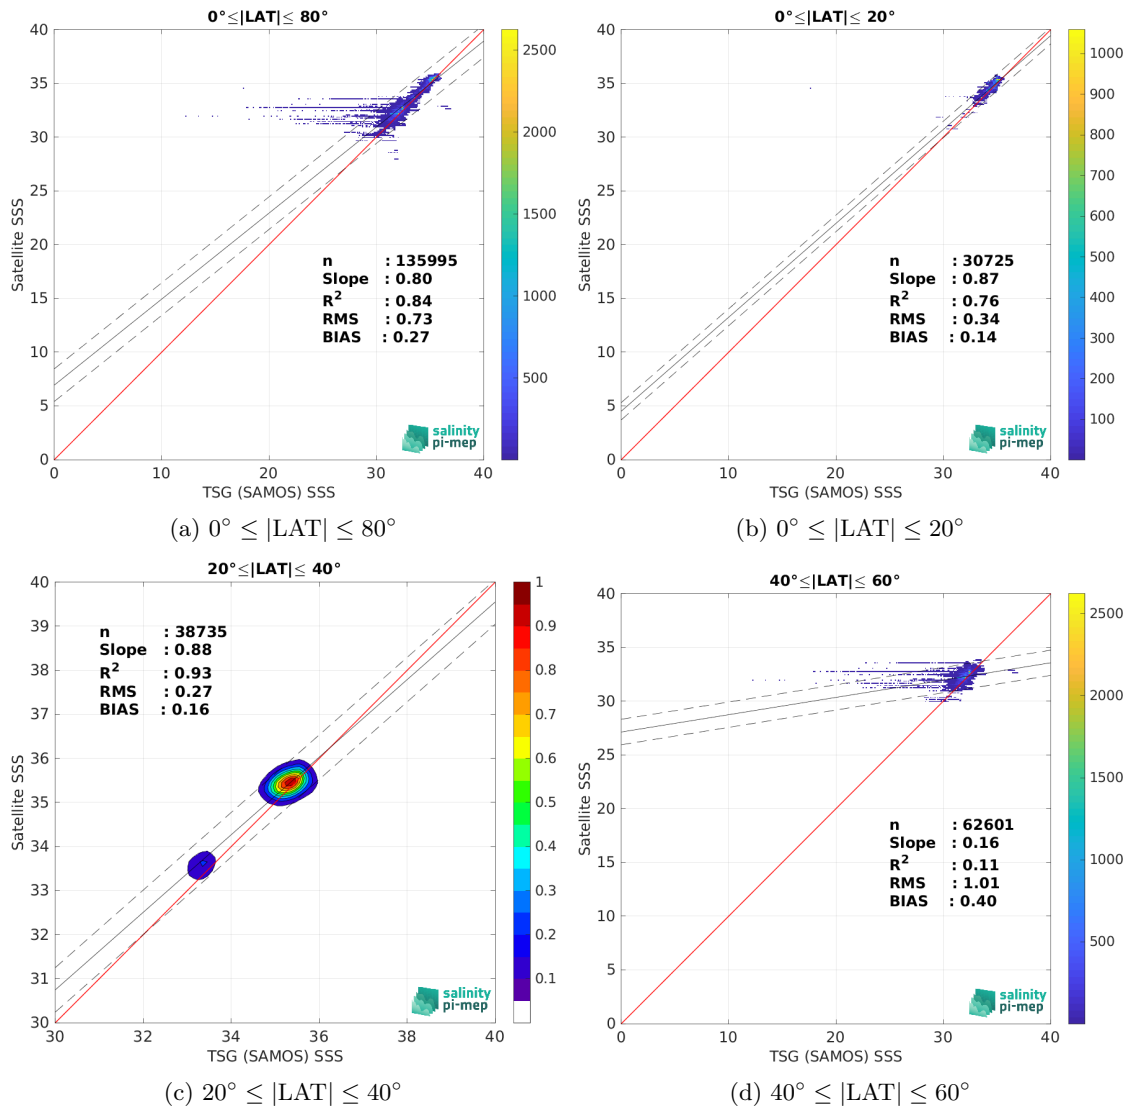 0°≤|LAT|≤ 80°
40
35
30
25
20
15
10
5
0
0
20
30
40
Satellite SSS
TSG (SAMOS) SSS
n : 135995
Slope : 0.80
R² : 0.84
RMS : 0.73
BIAS : 0.27
salinity
pi-mep
2500
2000
1500
1000
500
(a) 0° ≤ |LAT| ≤ 80°
0°≤|LAT|≤ 20°
40
35
30
25
20
15
10
5
0
0
10
20
30
40
Satellite SSS
TSG (SAMOS) SSS
n : 30725
Slope : 0.87
R² : 0.76
RMS : 0.34
BIAS : 0.14
salinity
pi-mep
1000
900
800
700
600
500
400
300
200
100
(b) 0° ≤ |LAT| ≤ 20°
20°≤|LAT|≤ 40°
40
39
38
37
36
35
34
33
32
31
30
30
32
34
36
38
40
Satellite SSS
TSG (SAMOS) SSS
n : 38735
Slope : 0.88
R² : 0.93
RMS : 0.27
BIAS : 0.16
salinity
pi-mep
1
0.9
0.8
0.7
0.6
0.5
0.4
0.3
0.2
0.1
(c) 20° ≤ |LAT| ≤ 40°
40°≤|LAT|≤ 60°
40
35
30
25
20
15
10
5
0
0
10
20
30
40
Satellite SSS
TSG (SAMOS) SSS
n : 62601
Slope : 0.16
R² : 0.11
RMS : 1.01
BIAS : 0.40
salinity
pi-mep
2500
2000
1500
1000
500
(d) 40° ≤ |LAT| ≤ 60°